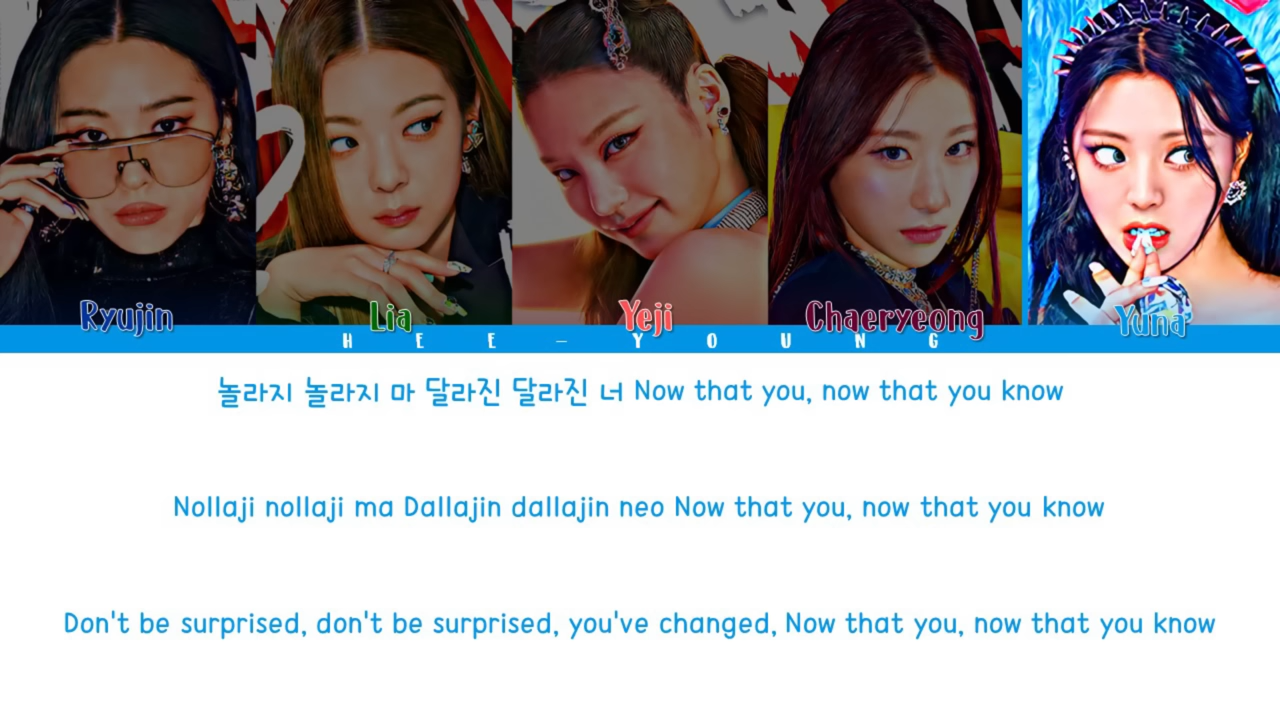 Ryujin Lia Yeji Chaeryeong Yuna
HEE-YOUNG
놀라지 놀라지 마 달라진 달라진 너 Now that you, now that you know
Nollaji nollaji ma Dallajin dallajin neo Now that you, now that you know
Don't be surprised, don't be surprised, you've changed, Now that you, now that you know